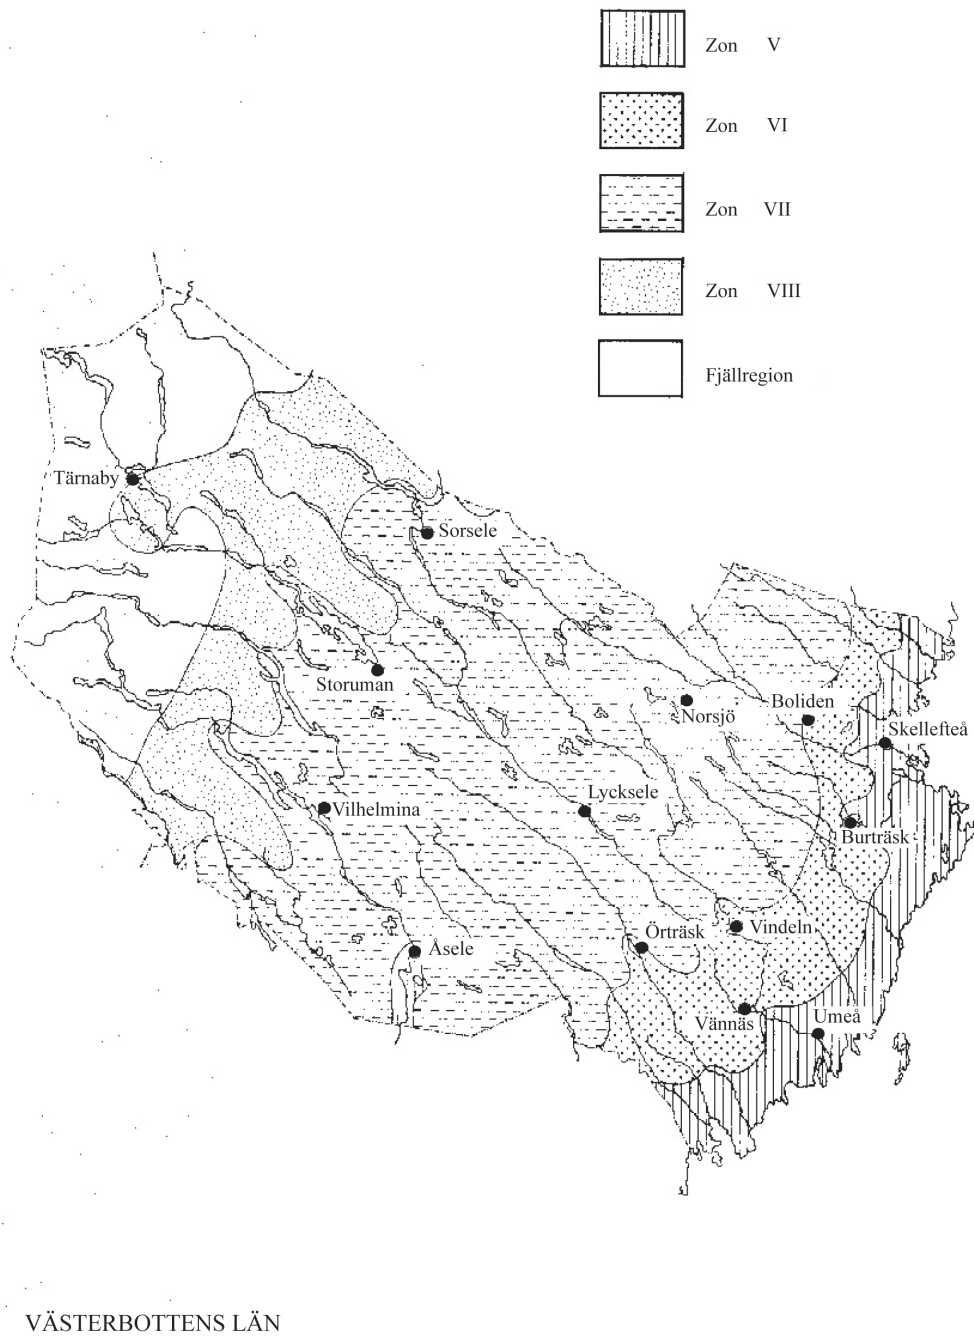 Zon V
Zon VI
Zon VII
Zon VIII
Fjällregion
Tärnaby
Sorsele
Storuman
Norsjö
Boliden
Skellefteå
Lycksele
Vilhelmina
Burträsk
Örträsk
Vindeln
Åsele
Vännäs
Umeå
VÄSTERBOTTENS LÄN